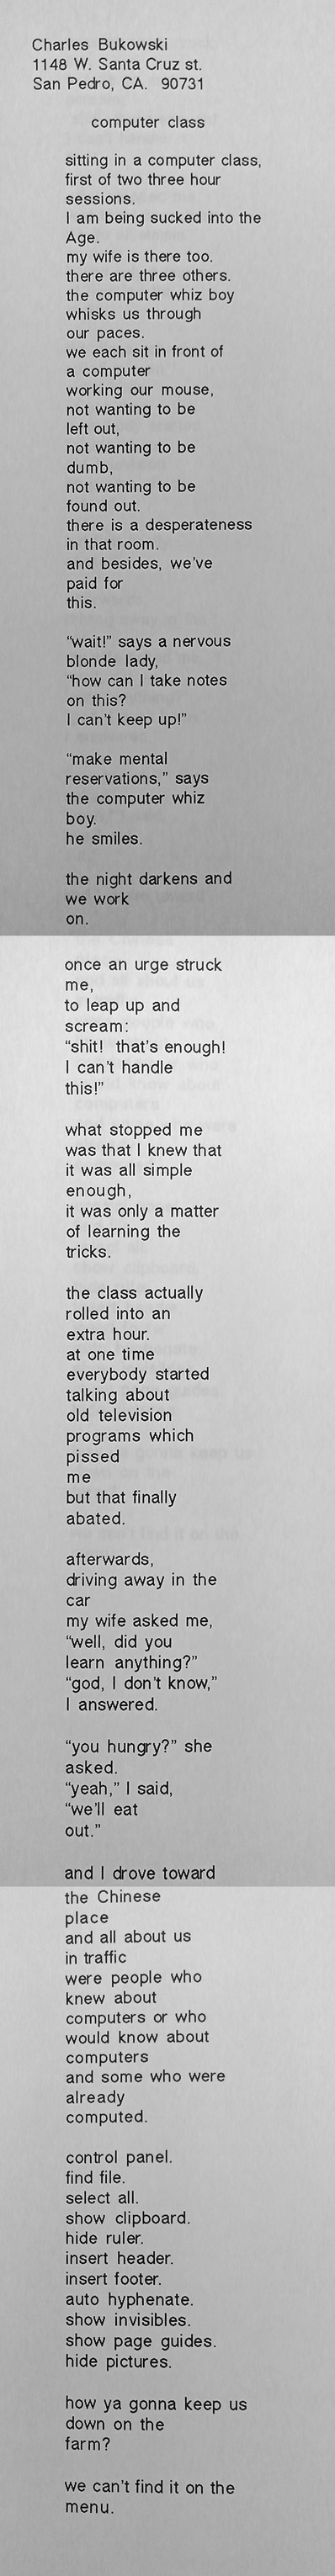 Charles Bukowski
1148 W. Santa Cruz st.
San Pedro, CA. 90731
computer class
sitting in a computer class,
first of two three hour
sessions.
I am being sucked into the
Age.
my wife is there too.
there are three others.
the computer whiz boy
whisks us through
our paces.
we each sit in front of
a computer
working our mouse,
not wanting to be
left out,
not wanting to be
dumb,
not wanting to be
found out.
there is a desperateness
in that room.
and besides, we've
paid for
this.
“wait!” says a nervous
blonde lady,
“how can I take notes
on this?
I can't keep up!”
“make mental
reservations,” says
the computer whiz
boy.
he smiles.
the night darkens and
we work
on.
once an urge struck
me,
to leap up and
scream:
“shit! that's enough!
I can't handle
this!”
what stopped me
was that I knew that
it was all simple
enough,
it was only a matter
of learning the
tricks.
the class actually
rolled into an
extra hour.
at one time
everybody started
talking about
old television
programs which
pissed
me
but that finally
abated.
afterwards,
driving away in the
car
my wife asked me,
“well, did you
learn anything?”
“god, I don't know,”
I answered.
“you hungry?” she
asked.
“yeah,” I said,
“we'll eat
out.”
and I drove toward
the Chinese
place
and all about us
in traffic
were people who
knew about
computers or who
would know about
computers
and some who were
already
computed.
control panel.
find file.
select all.
show clipboard.
hide ruler.
insert header.
insert footer.
auto hyphenate.
show invisibles.
show page guides.
hide pictures.
how ya gonna keep us
down on the
farm?
we can't find it on the
menu.